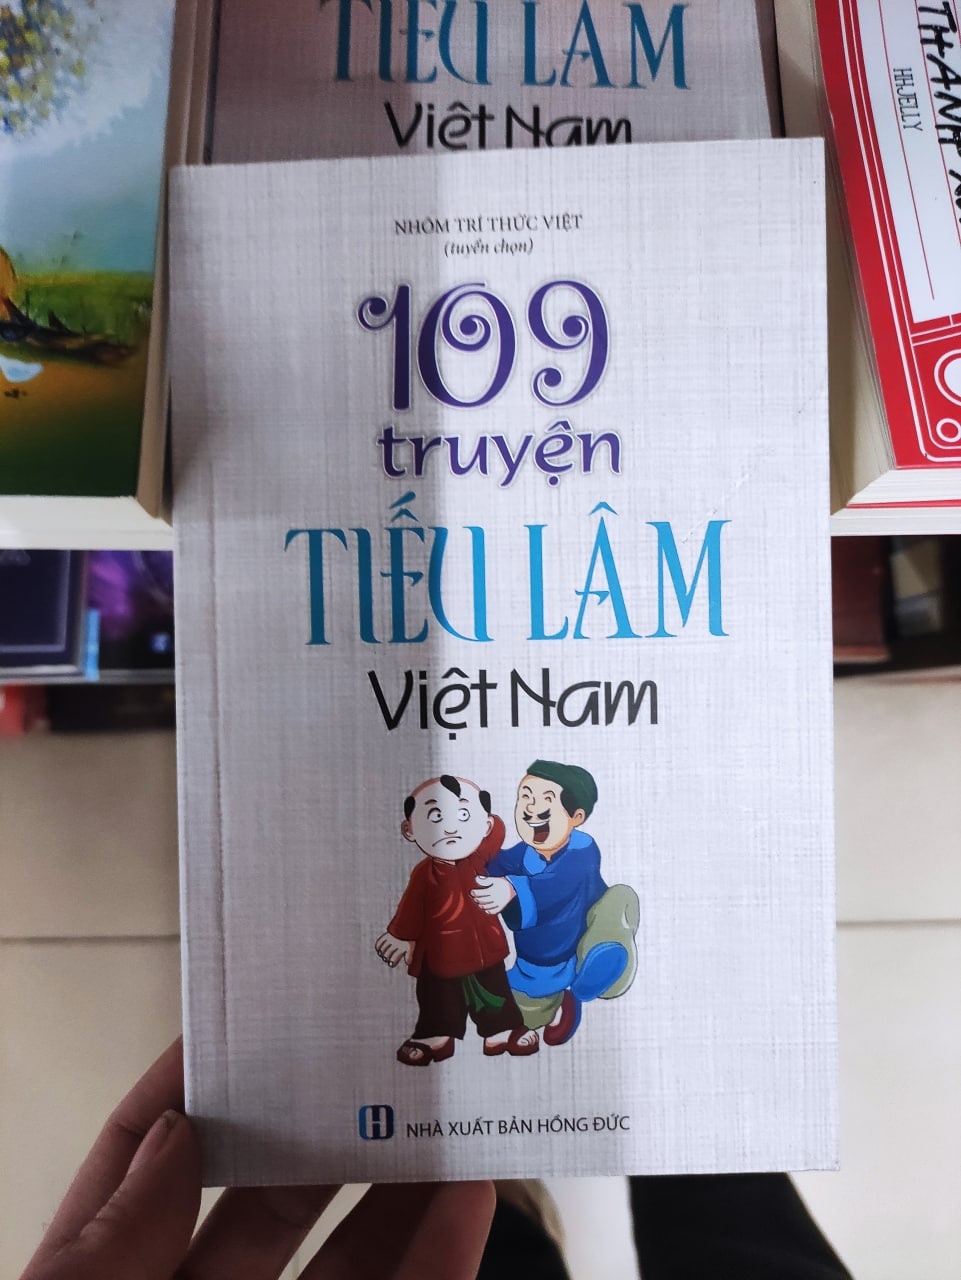 TIẾU LÂM
Việt Nam
NHÓM TRÍ THỨC VIỆT
(tuyển chọn)
109
truyện
TIẾU LÂM
Việt Nam
NHÀ XUẤT BẢN HỒNG ĐỨC
HHJELLY